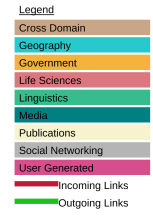 Legend
Cross Domain
Geography
Government
Life Sciences
Linguistics
Media
Publications
Social Networking
User Generated
Incoming Links
Outgoing Links